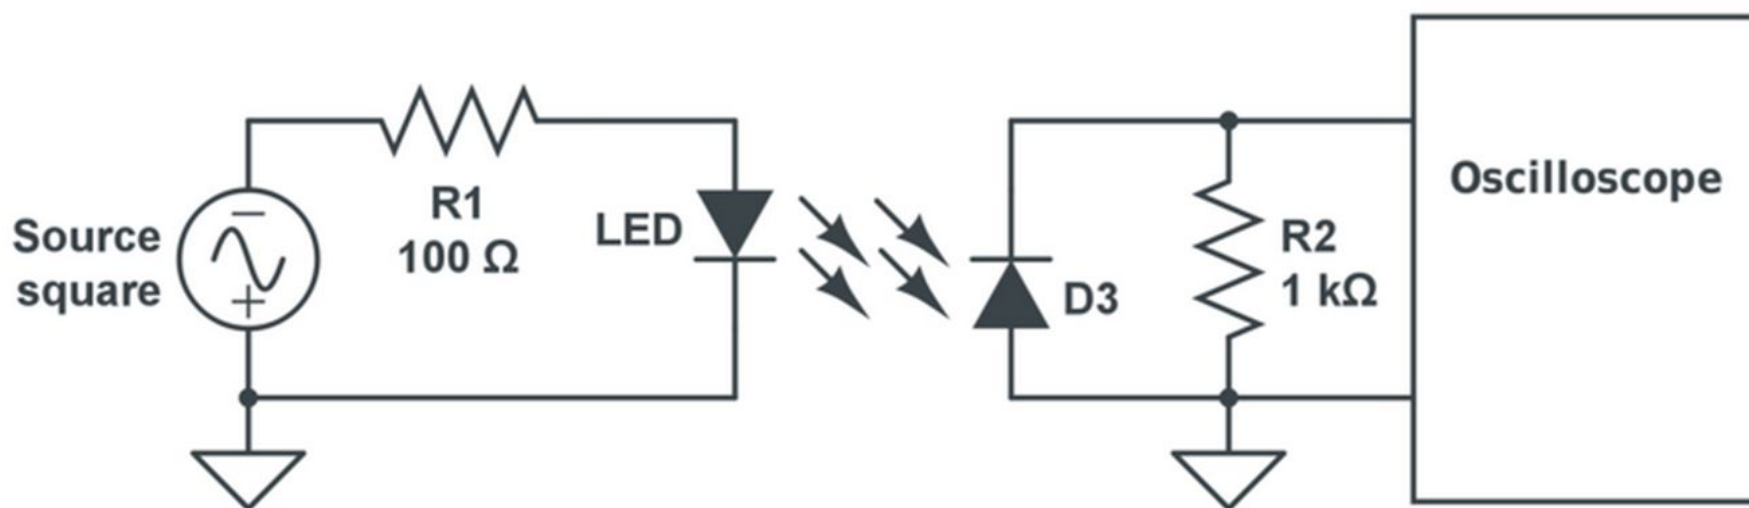 Source
square
R1
100 Ω
LED
D3
R2
1 kΩ
Oscilloscope